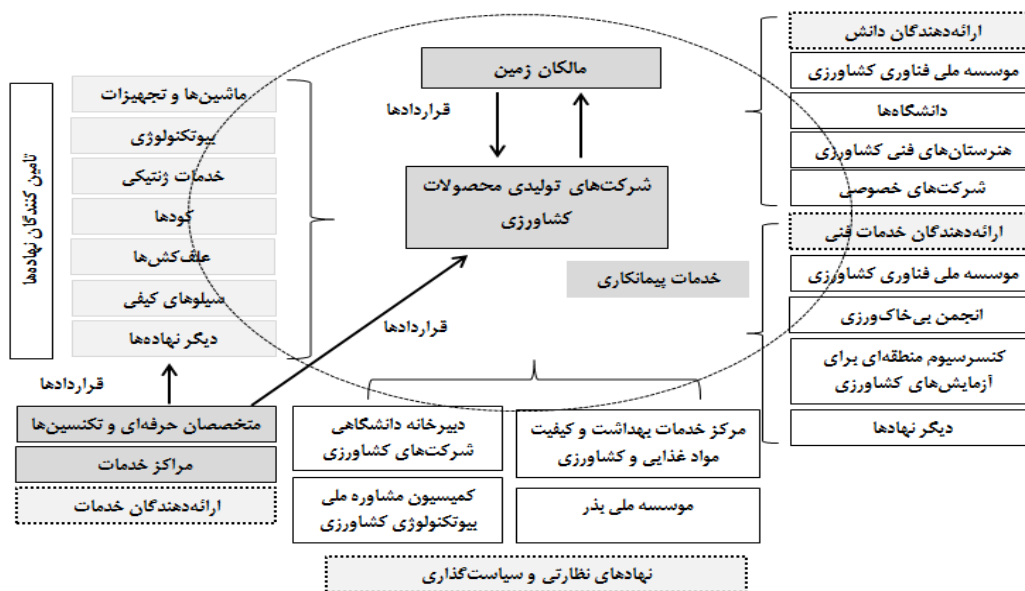 ارائه‌دهندگان دانش
موسسه ملی فناوری کشاورزی
دانشگاه‌ها
هنرستان‌های فنی کشاورزی
شرکت‌های خصوصی
ارائه‌دهندگان خدمات فنی
موسسه ملی فناوری کشاورزی
انجمن بی‌خاک‌ورزی
کنسرسیوم منطقه‌ای برای
آزمایش‌های کشاورزی
دیگر نهادها
مالکان زمین
قراردادها
شرکت‌های تولیدی محصولات
کشاورزی
خدمات پیمانکاری
قراردادها
تامین کنندگان نهاده‌ها
ماشین‌ها و تجهیزات
بیوتکنولوژی
خدمات ژنتیکی
کودها
علف‌کش‌ها
سیلوهای کیفی
دیگر نهاده‌ها
قراردادها
متخصصان حرفه‌ای و تکنسین‌ها
مراکز خدمات
ارائه‌دهندگان خدمات
مرکز خدمات بهداشت و کیفیت
مواد غذایی و کشاورزی
دبیرخانه دانشگاهی
شرکت‌های کشاورزی
موسسه ملی بذر
کمیسیون مشاوره ملی
بیوتکنولوژی کشاورزی
نهادهای نظارتی و سیاست‌گذاری